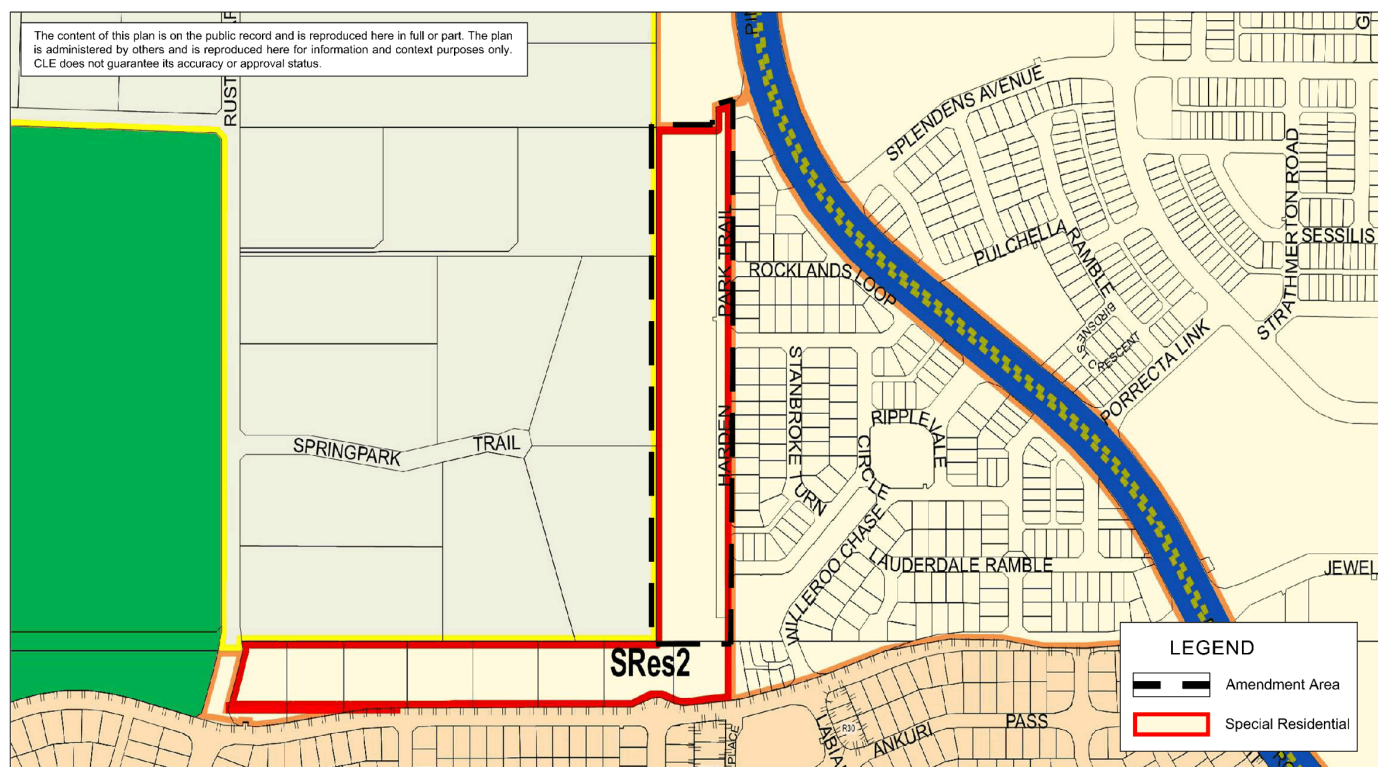 The content of this plan is on the public record and is reproduced here in full or part. The plan
is administered by others and is reproduced here for information and context purposes only.
CLE does not guarantee its accuracy or approval status.
SPLENDENS AVENUE
STRATHMERTON ROAD
SESSILIS
PULCHELLA RAMBLE
ROCKLANDS LOOP
HARDEN PARK TRAIL
BIRDSNEST CRESCENT
PORRECTA LINK
STANBROKE TURN
RIPPLEVALE
CIRCLE
SPRINGPARK TRAIL
WILLEROO CHASE
LAUDERDALE RAMBLE
JEWEL
SRes2
R30
PASS
ANKURI
PLACE
LEGEND
Amendment Area
Special Residential